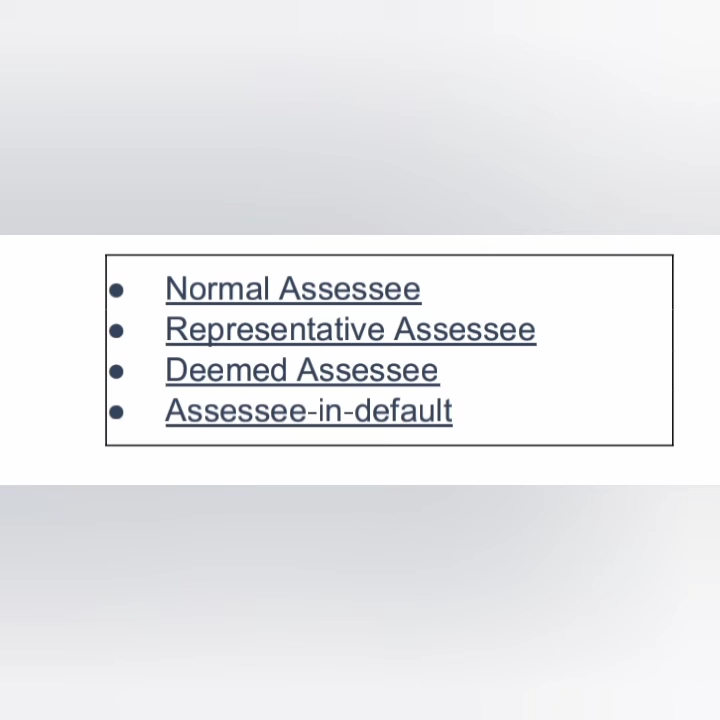 ● Normal Assessee
● Representative Assessee
● Deemed Assessee
● Assessee-in-default